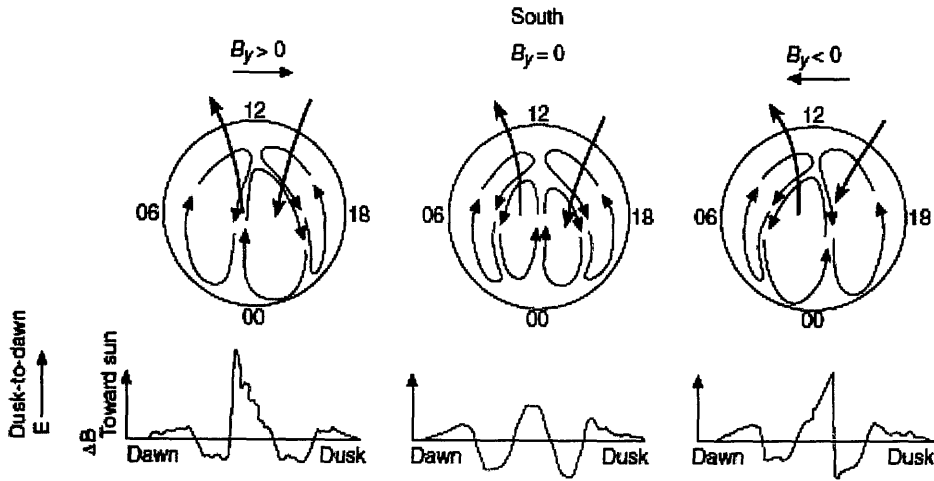 South
By > 0
By = 0
By < 0
12
12
12
06
18
06
18
06
18
00
00
00
Dusk-to-dawn
E
ΔB
Toward sun
Dawn
Dusk
Dawn
Dusk
Dawn
Dusk